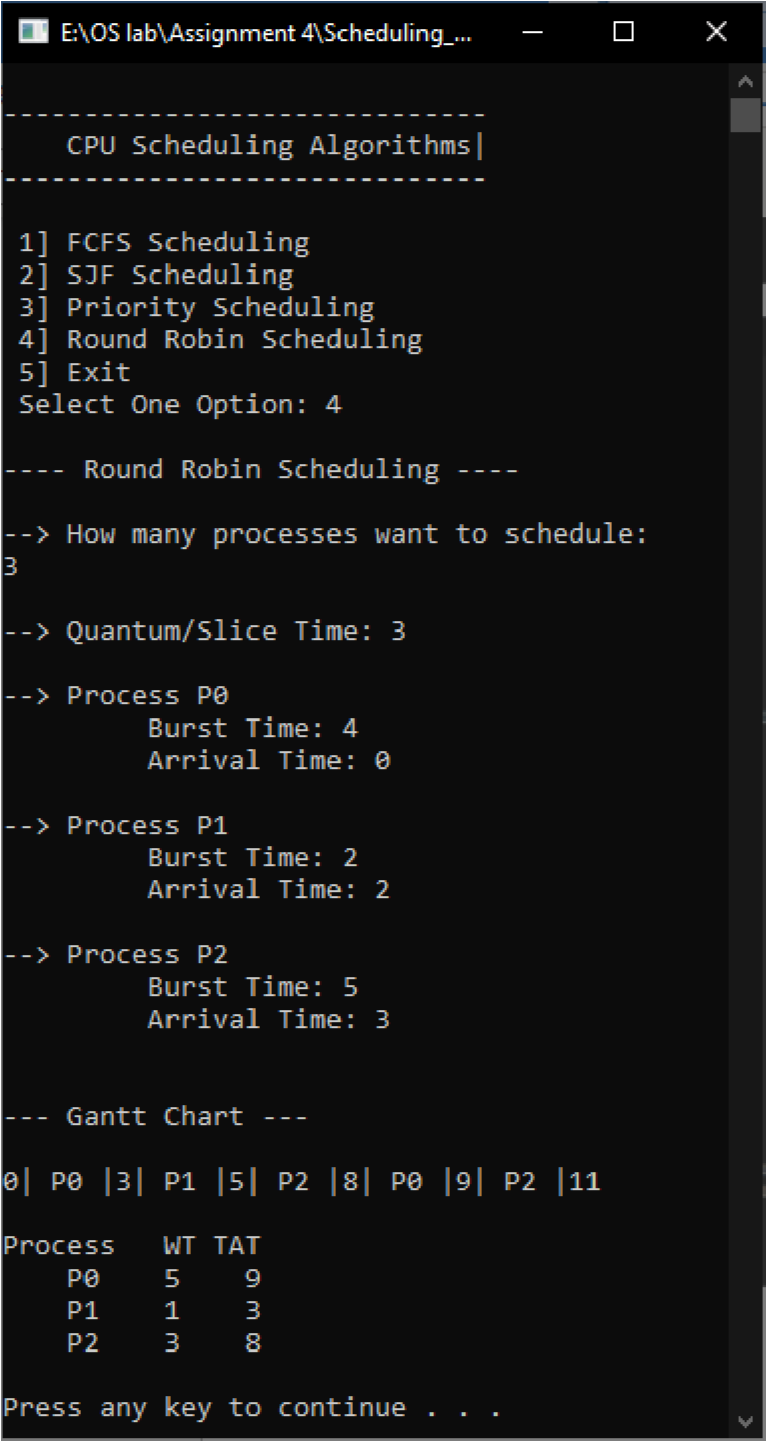 E:\OS lab\Assignment 4\Scheduling_...
-------------------------------
    CPU Scheduling Algorithms|
-------------------------------
 1] FCFS Scheduling
 2] SJF Scheduling
 3] Priority Scheduling
 4] Round Robin Scheduling
 5] Exit
 Select One Option: 4
---- Round Robin Scheduling ----
--> How many processes want to schedule:
3
--> Quantum/Slice Time: 3
--> Process P0
         Burst Time: 4
         Arrival Time: 0
--> Process P1
         Burst Time: 2
         Arrival Time: 2
--> Process P2
         Burst Time: 5
         Arrival Time: 3
--- Gantt Chart ---
0| P0 |3| P1 |5| P2 |8| P0 |9| P2 |11
Process   WT TAT
    P0    5    9
    P1    1    3
    P2    3    8
Press any key to continue . . .